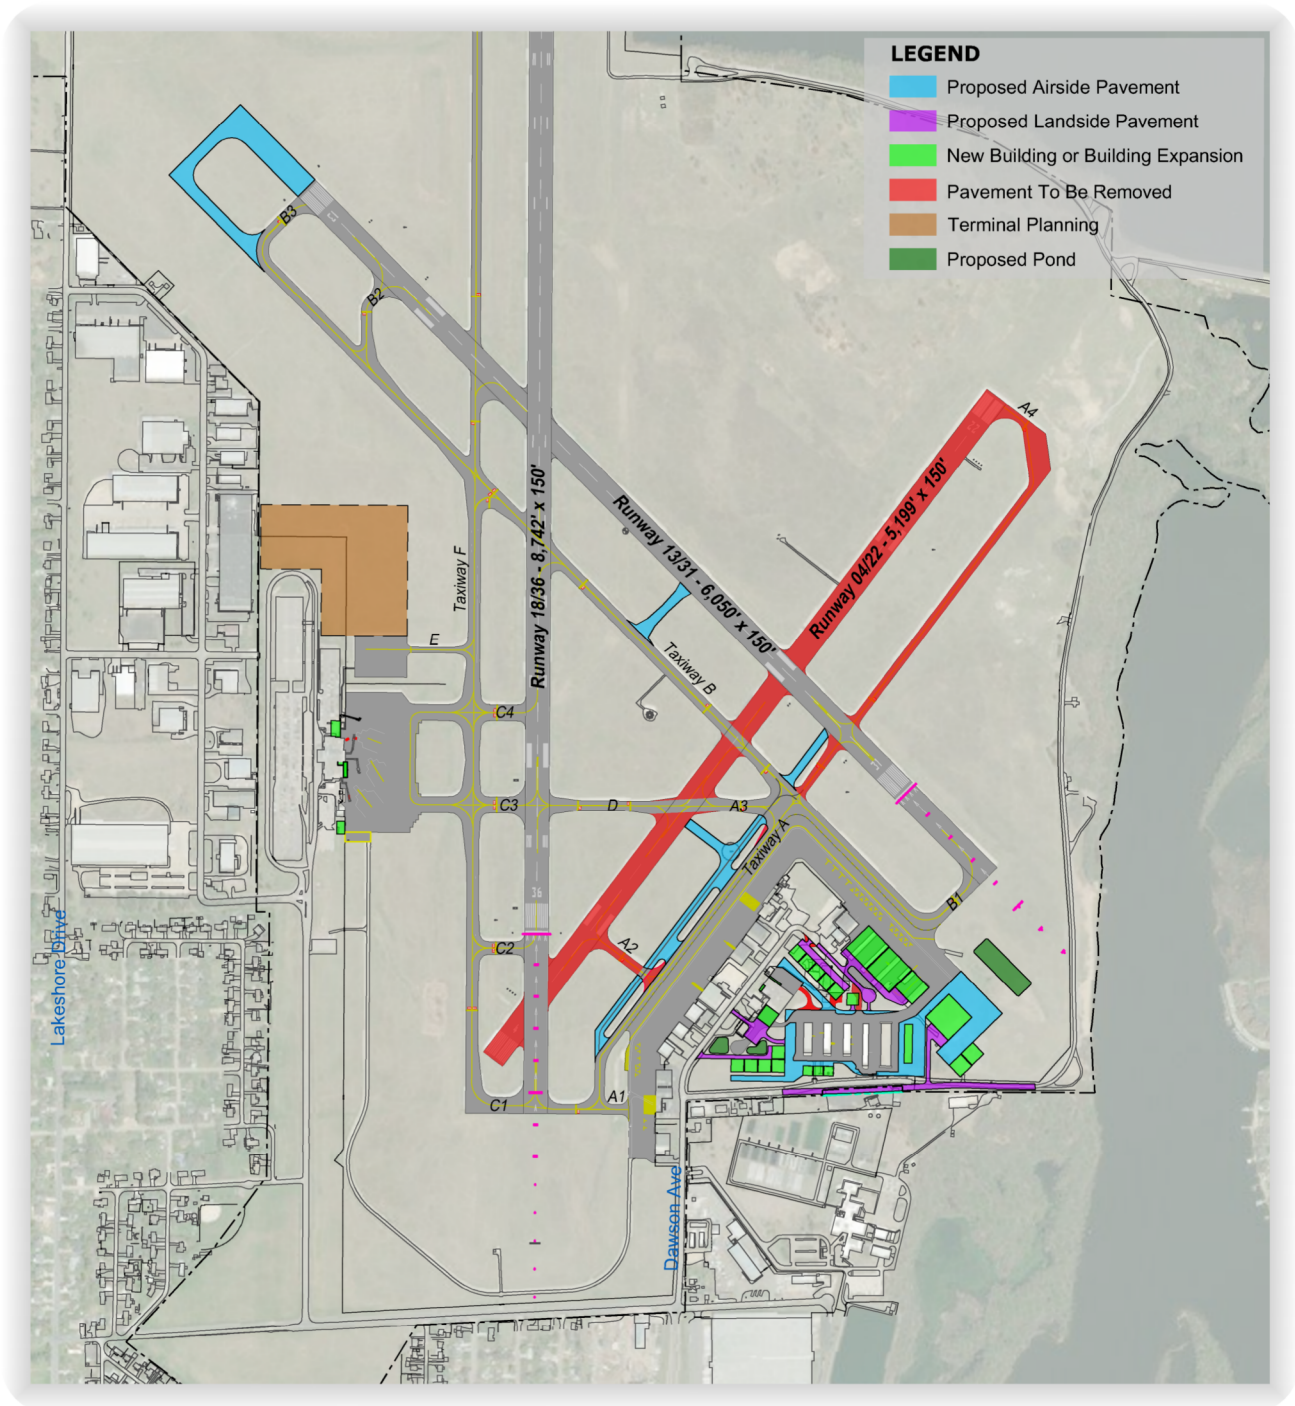 LEGEND
Proposed Airside Pavement
Proposed Landside Pavement
New Building or Building Expansion
Pavement To Be Removed
Terminal Planning
Proposed Pond
B3
B2
A4
Runway 18/36 - 8,742' x 150'
Runway 13/31 - 6,050' x 150'
Runway 04/22 - 5,199' x 150'
Taxiway F
E
Taxiway B
C4
C3
D
A3
Taxiway A
36
B1
C2
A2
Lakeshore Drive
C1
A1
Dawson Ave